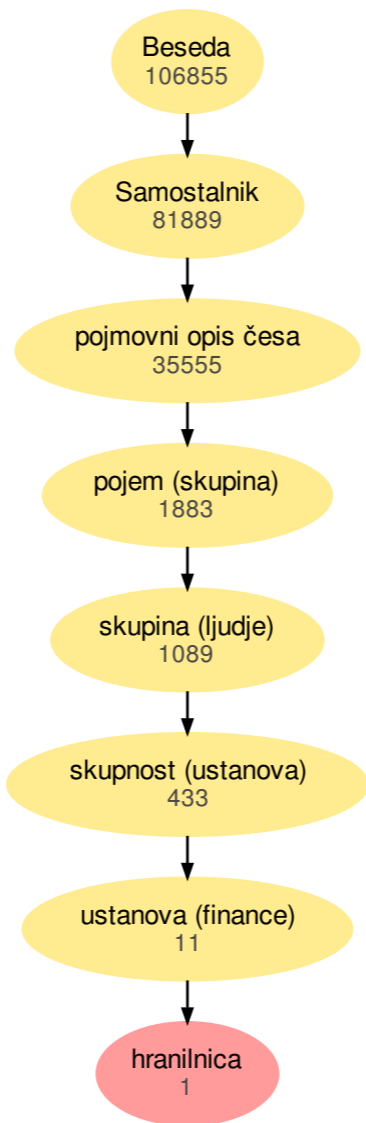 Beseda
106855
Samostalnik
81889
pojmovni opis česa
35555
pojem (skupina)
1883
skupina (ljudje)
1089
skupnost (ustanova)
433
ustanova (finance)
11
hranilnica
1